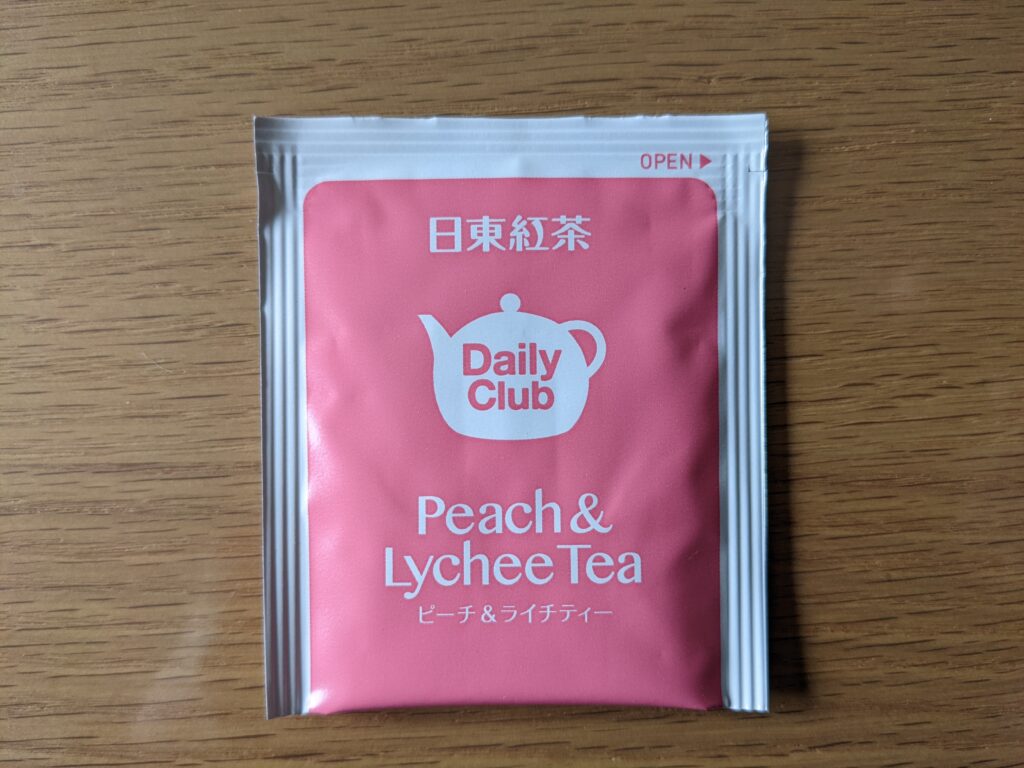 OPEN ▶
日東紅茶
Daily
Club
Peach &
Lychee Tea
ピーチ&ライチティー